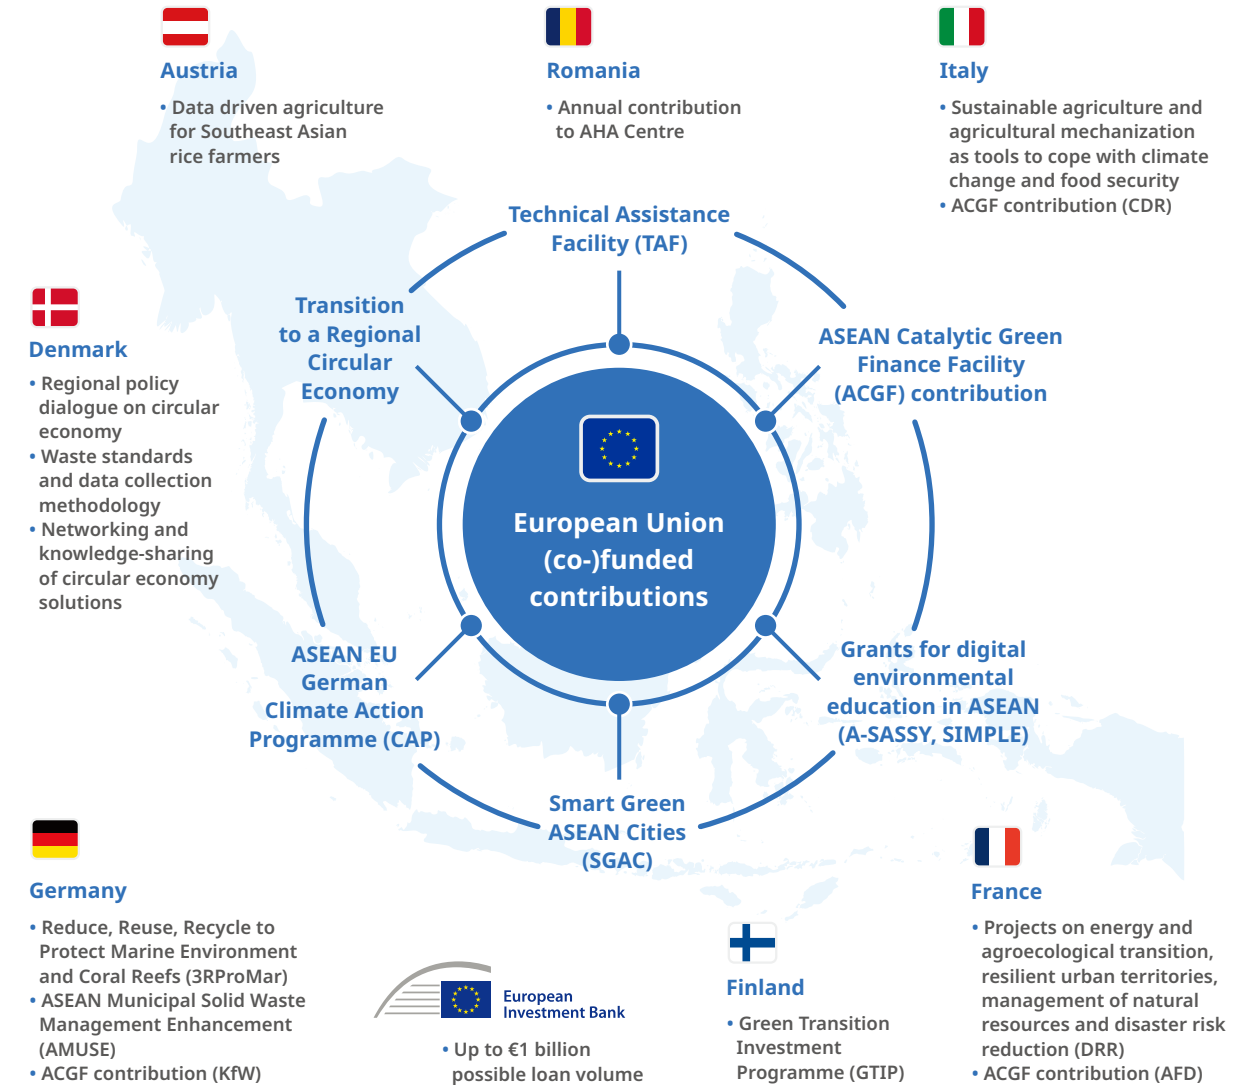 Austria
• Data driven agriculture
for Southeast Asian
rice farmers
Romania
• Annual contribution
to AHA Centre
Italy
• Sustainable agriculture and
agricultural mechanization
as tools to cope with climate
change and food security
• ACGF contribution (CDR)
Technical Assistance
Facility (TAF)
Transition
to a Regional
Circular
Economy
ASEAN Catalytic Green
Finance Facility
(ACGF) contribution
Denmark
• Regional policy
dialogue on circular
economy
• Waste standards
and data collection
methodology
• Networking and
knowledge-sharing
of circular economy
solutions
European Union
(co-)funded
contributions
ASEAN EU
German
Climate Action
Programme (CAP)
Grants for digital
environmental
education in ASEAN
(A-SASSY, SIMPLE)
Smart Green
ASEAN Cities
(SGAC)
Germany
• Reduce, Reuse, Recycle to
Protect Marine Environment
and Coral Reefs (3RProMar)
• ASEAN Municipal Solid Waste
Management Enhancement
(AMUSE)
• ACGF contribution (KfW)
European
Investment Bank
• Up to €1 billion
possible loan volume
Finland
• Green Transition
Investment
Programme (GTIP)
France
• Projects on energy and
agroecological transition,
resilient urban territories,
management of natural
resources and disaster risk
reduction (DRR)
• ACGF contribution (AFD)